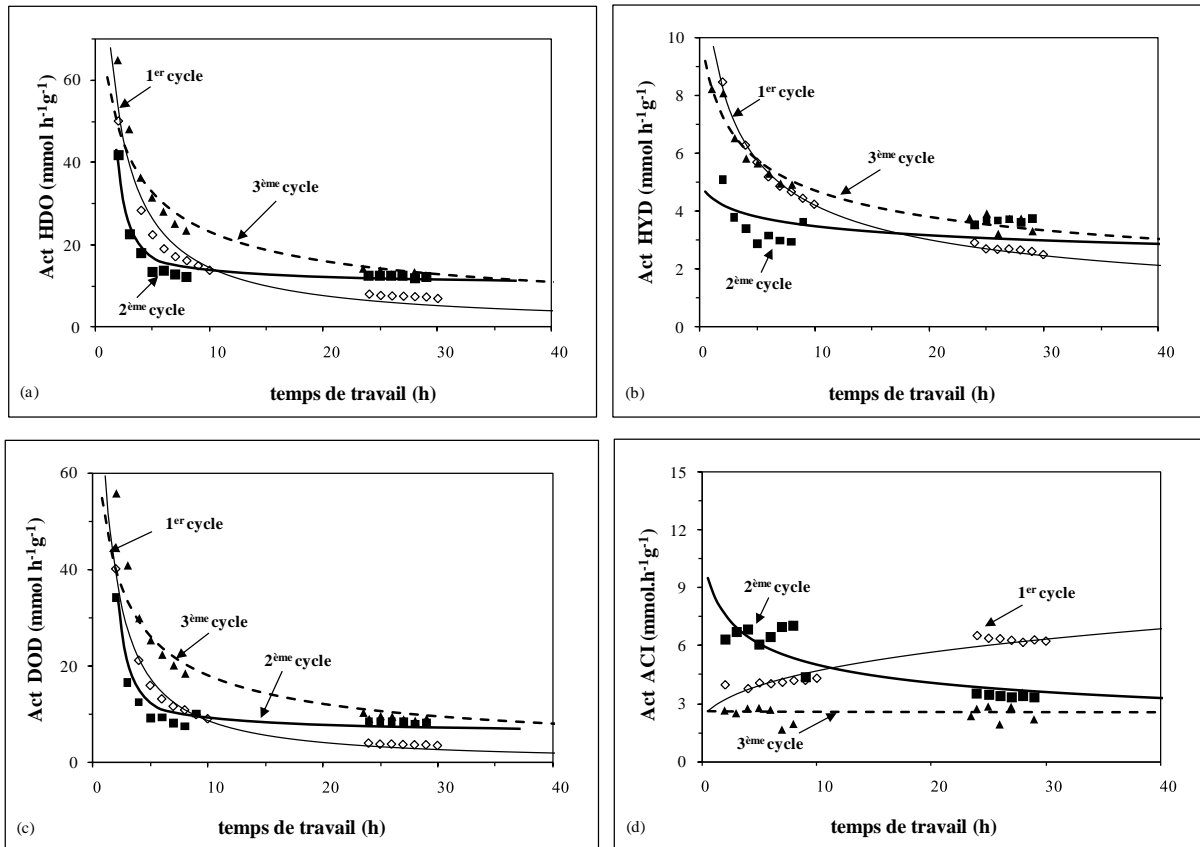 Act HDO (mmol h-1g-1)
60
40
20
0
0 10 20 30 40
1er cycle
3ème cycle
2ème cycle
temps de travail (h)
(a)
Act HYD (mmol h-1g-1)
10
8
6
4
2
0
0 10 20 30 40
1er cycle
3ème cycle
2ème cycle
temps de travail (h)
(b)
Act DOD (mmol h-1g-1)
60
40
20
0
0 10 20 30 40
1er cycle
3ème cycle
2ème cycle
temps de travail (h)
(c)
Act ACI (mmol.h-1g-1)
15
12
9
6
3
0
0 10 20 30 40
2ème cycle
1er cycle
3ème cycle
temps de travail (h)
(d)